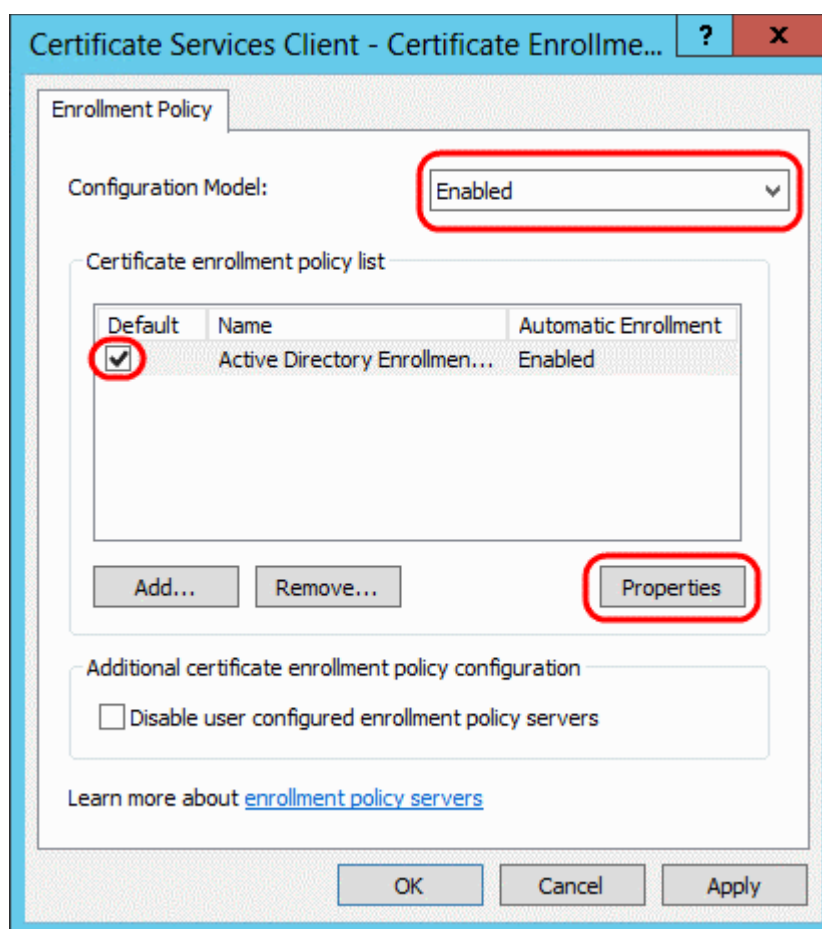 Certificate Services Client - Certificate Enrollme... ? x
Enrollment Policy
Configuration Model: Enabled
Certificate enrollment policy list
Default Name Automatic Enrollment
Active Directory Enrollmen... Enabled
Add... Remove... Properties
Additional certificate enrollment policy configuration
Disable user configured enrollment policy servers
Learn more about enrollment policy servers
OK Cancel Apply